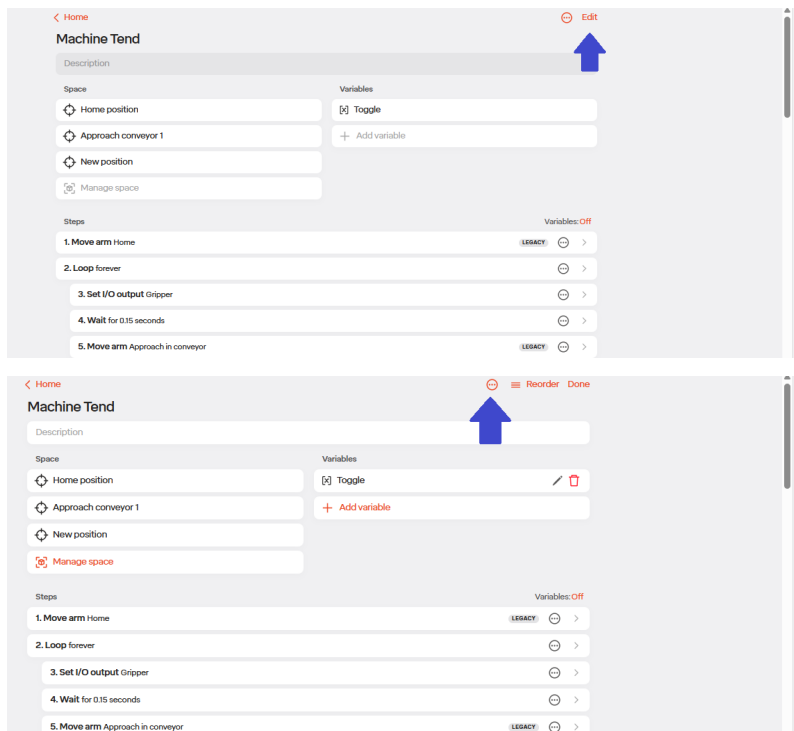 Home Edit
Machine Tend
Description
Space Variables
Home position Toggle
Approach conveyor 1 Add variable
New position
Manage space
Steps Variables: Off
1. Move arm Home LEGACY
2. Loop forever
3. Set I/O output Gripper
4. Wait for 0.15 seconds
5. Move arm Approach in conveyor LEGACY
Home Reorder Done
Machine Tend
Description
Space Variables
Home position Toggle
Approach conveyor 1 Add variable
New position
Manage space
Steps Variables: Off
1. Move arm Home LEGACY
2. Loop forever
3. Set I/O output Gripper
4. Wait for 0.15 seconds
5. Move arm Approach in conveyor LEGACY